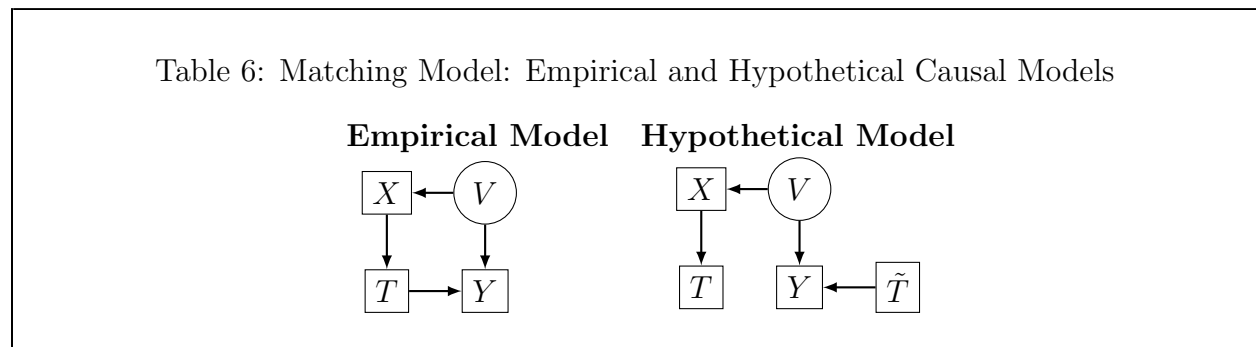 Table 6: Matching Model: Empirical and Hypothetical Causal Models
Empirical Model Hypothetical Model
X V X V
T Y T Y T̃